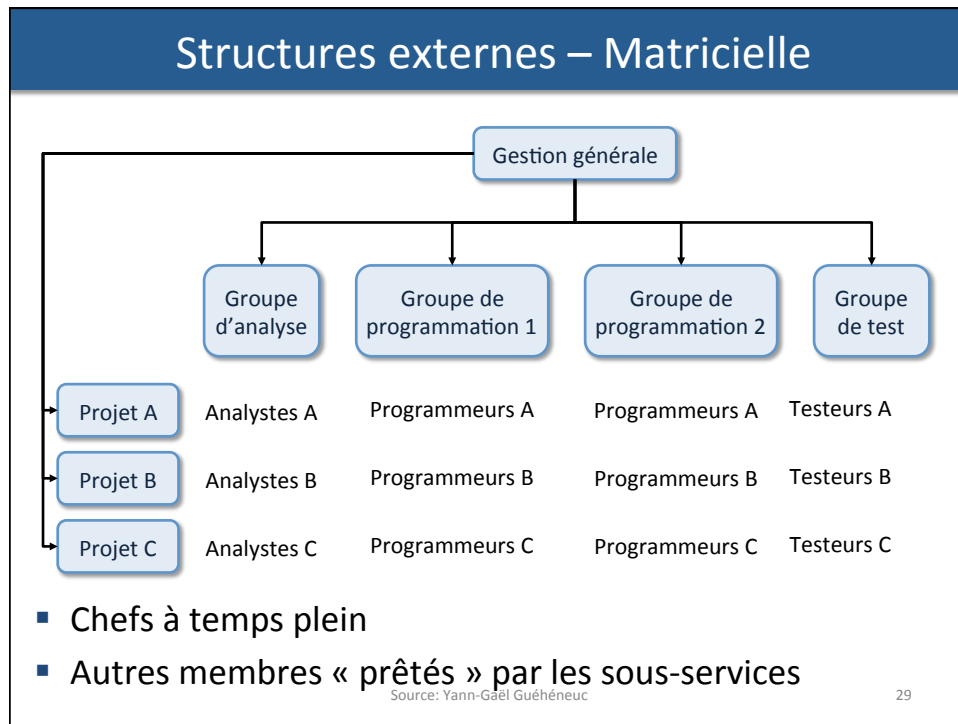 Structures externes – Matricielle
Gestion générale
Groupe
d'analyse
Groupe de
programmation 1
Groupe de
programmation 2
Groupe
de test
Projet A
Analystes A
Programmeurs A
Programmeurs A
Testeurs A
Projet B
Analystes B
Programmeurs B
Programmeurs B
Testeurs B
Projet C
Analystes C
Programmeurs C
Programmeurs C
Testeurs C
▪ Chefs à temps plein
▪ Autres membres « prêtés » par les sous-services
Source: Yann-Gaël Guéhéneuc
29